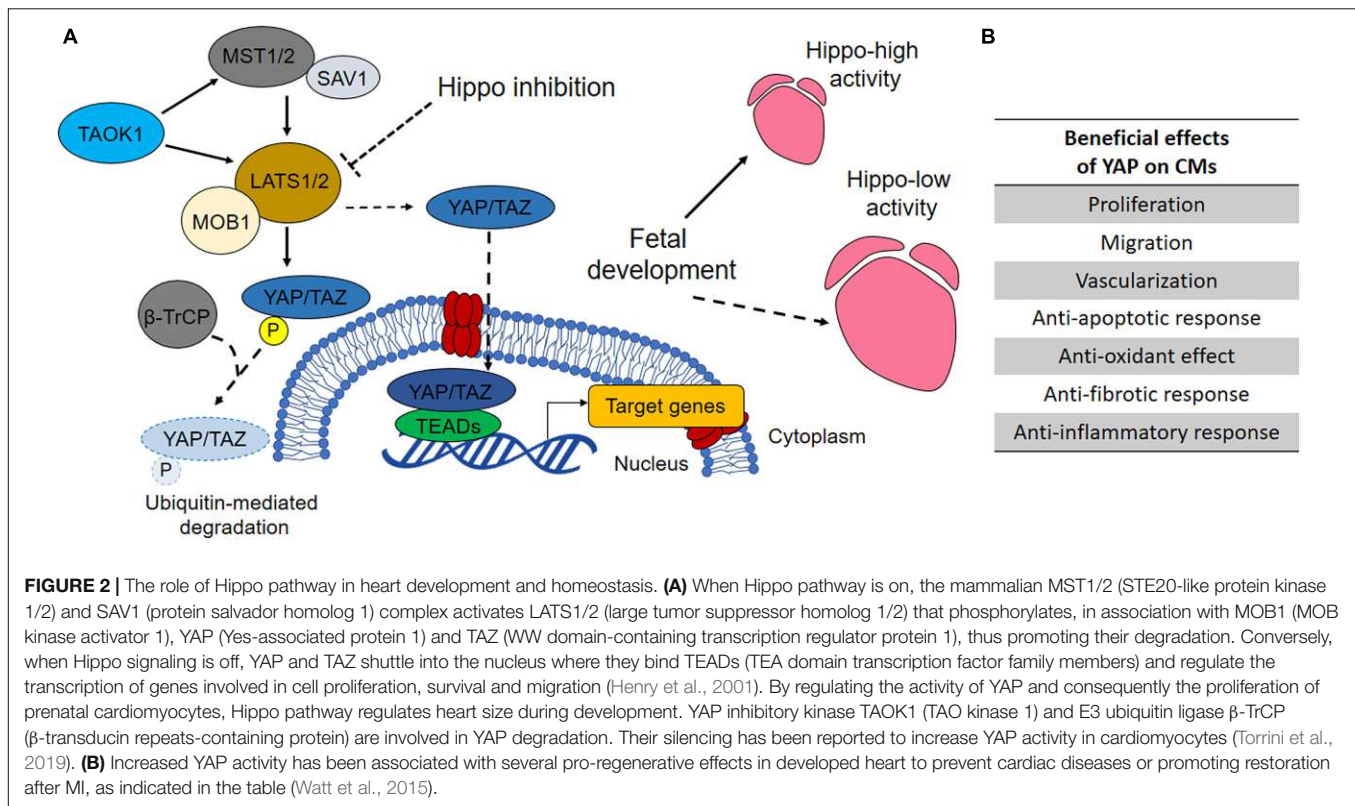 A
MST1/2
SAV1
TAOK1
LATS1/2
MOB1
Hippo inhibition
YAP/TAZ
YAP/TAZ
P
β-TrCP
YAP/TAZ
P
Ubiquitin-mediated
degradation
YAP/TAZ
TEADs
Target genes
Nucleus
Cytoplasm
Fetal
development
Hippo-high
activity
Hippo-low
activity
B
Beneficial effects
of YAP on CMs
Proliferation
Migration
Vascularization
Anti-apoptotic response
Anti-oxidant effect
Anti-fibrotic response
Anti-inflammatory response
FIGURE 2 | The role of Hippo pathway in heart development and homeostasis. (A) When Hippo pathway is on, the mammalian MST1/2 (STE20-like protein kinase
1/2) and SAV1 (protein salvador homolog 1) complex activates LATS1/2 (large tumor suppressor homolog 1/2) that phosphorylates, in association with MOB1 (MOB
kinase activator 1), YAP (Yes-associated protein 1) and TAZ (WW domain-containing transcription regulator protein 1), thus promoting their degradation. Conversely,
when Hippo signaling is off, YAP and TAZ shuttle into the nucleus where they bind TEADs (TEA domain transcription factor family members) and regulate the
transcription of genes involved in cell proliferation, survival and migration (Henry et al., 2001). By regulating the activity of YAP and consequently the proliferation of
prenatal cardiomyocytes, Hippo pathway regulates heart size during development. YAP inhibitory kinase TAOK1 (TAO kinase 1) and E3 ubiquitin ligase β-TrCP
(β-transducin repeats-containing protein) are involved in YAP degradation. Their silencing has been reported to increase YAP activity in cardiomyocytes (Torrini et al.,
2019). (B) Increased YAP activity has been associated with several pro-regenerative effects in developed heart to prevent cardiac diseases or promoting restoration
after MI, as indicated in the table (Watt et al., 2015).